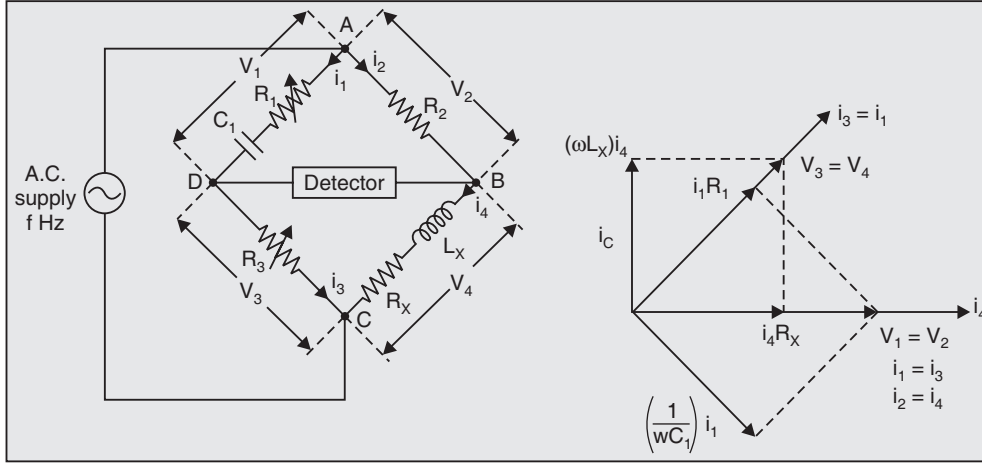 A
V₁
V₂
i₁
i₂
R₁
R₂
C₁
A.C.
supply
f Hz
D
Detector
B
i₄
Lₓ
R₃
i₃
Rₓ
V₃
V₄
C
i₃ = i₁
(ωLₓ)i₄
V₃ = V₄
i₁R₁
i_C
i₄Rₓ
i₄
V₁ = V₂
i₁ = i₃
i₂ = i₄
(1/wC₁) i₁